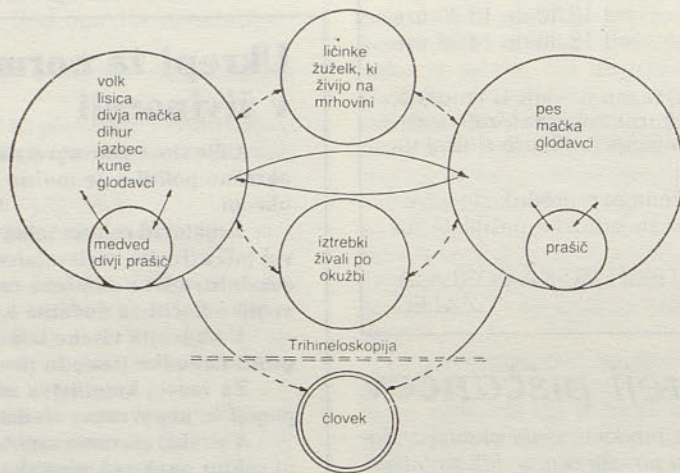 volk
lisica
divja mačka
dihur
jazbec
kune
glodavci
medved
divji prašič
ličinke
žuželk, ki
živijo na
mrhovini
iztrebki
živali po
okužbi
pes
mačka
glodavci
prašič
Trihineloskopija
človek